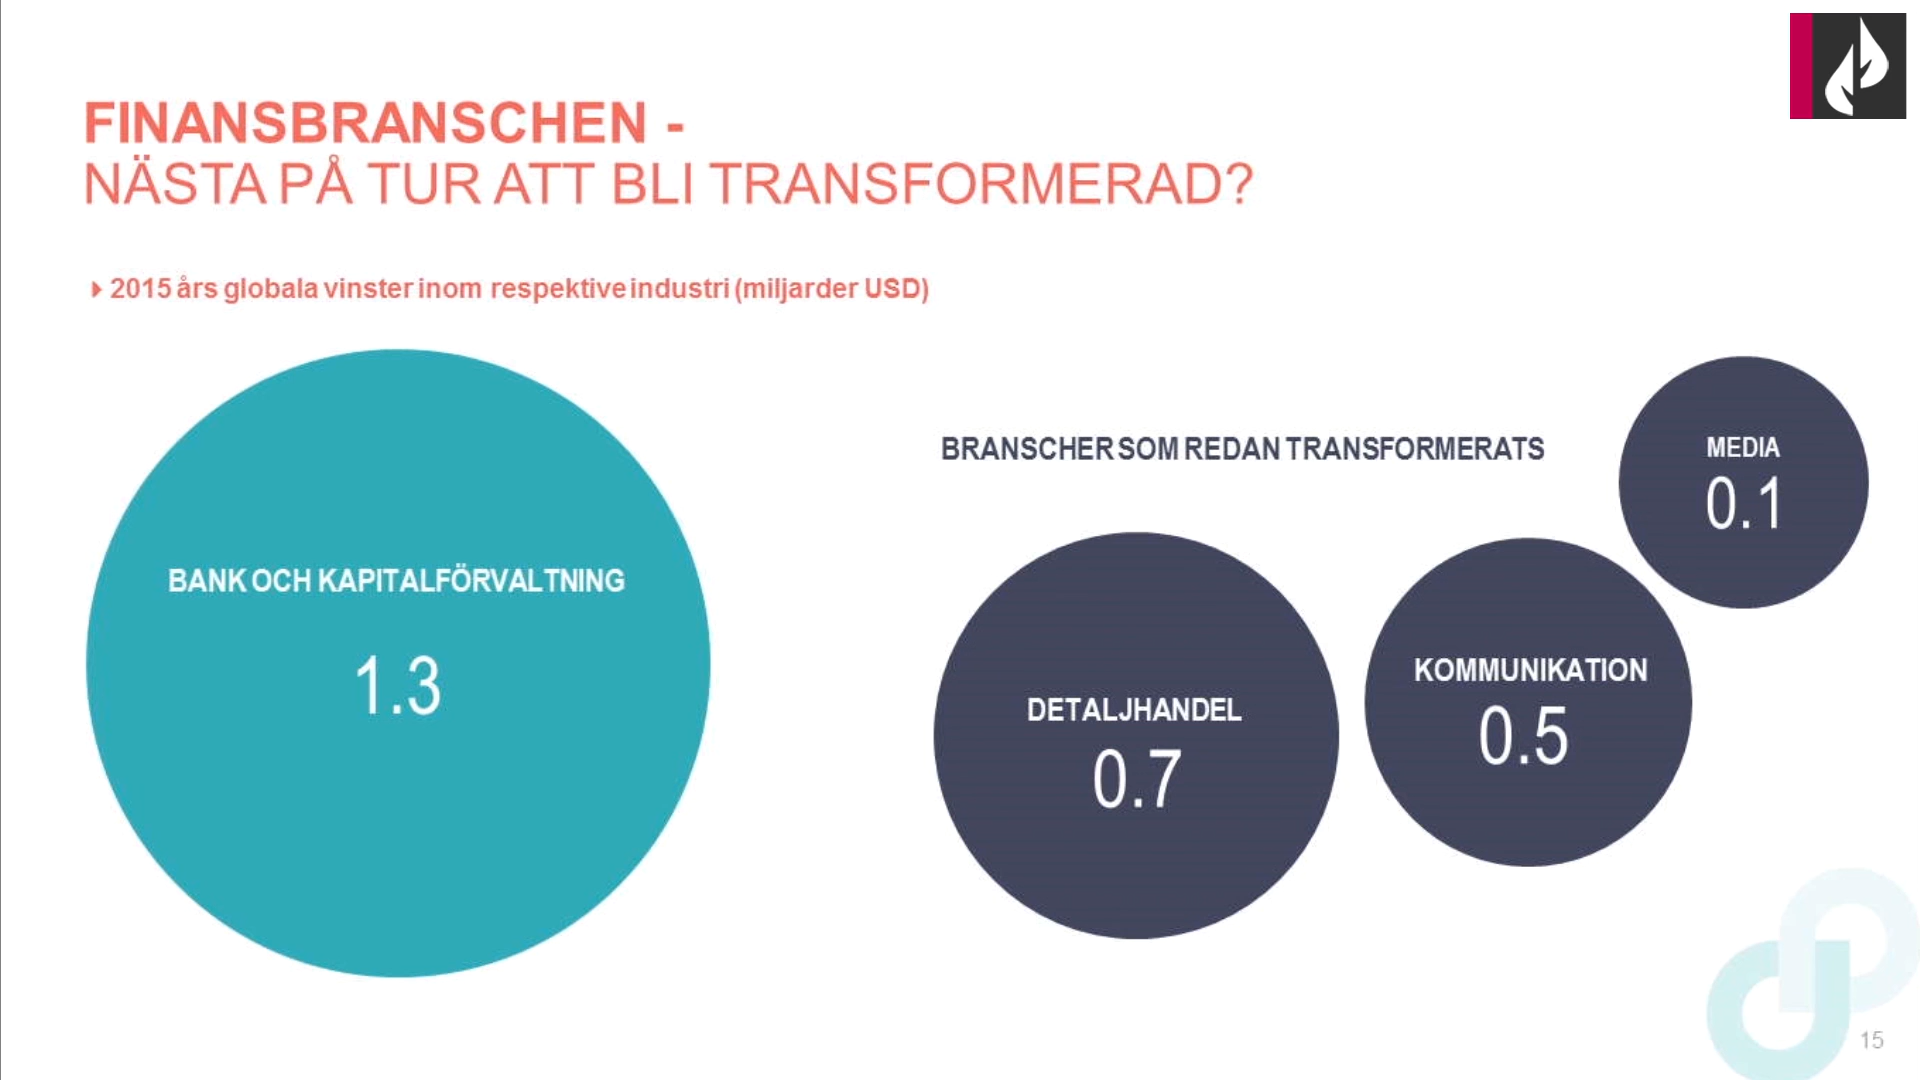 FINANSBRANSCHEN -
NÄSTA PÅ TUR ATT BLI TRANSFORMERAD?
2015 års globala vinster inom respektive industri (miljarder USD)
BANK OCH KAPITALFÖRVALTNING
1.3
BRANSCHER SOM REDAN TRANSFORMERATS
MEDIA
0.1
KOMMUNIKATION
0.5
DETALJHANDEL
0.7
15